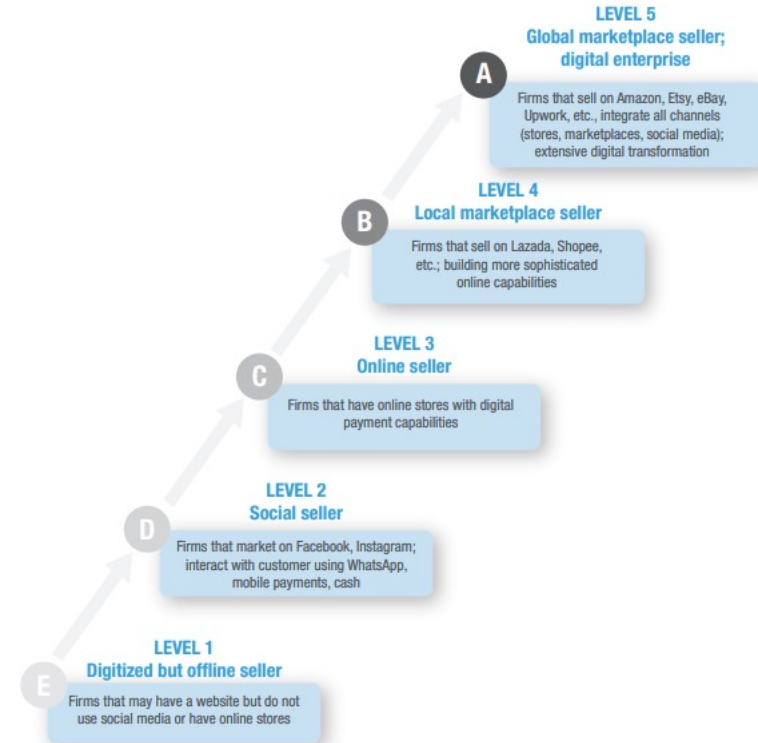 LEVEL 5
Global marketplace seller;
digital enterprise
A
Firms that sell on Amazon, Etsy, eBay,
Upwork, etc., integrate all channels
(stores, marketplaces, social media);
extensive digital transformation
LEVEL 4
Local marketplace seller
B
Firms that sell on Lazada, Shopee,
etc.; building more sophisticated
online capabilities
LEVEL 3
Online seller
C
Firms that have online stores with digital
payment capabilities
LEVEL 2
Social seller
D
Firms that market on Facebook, Instagram;
interact with customer using WhatsApp,
mobile payments, cash
LEVEL 1
Digitized but offline seller
E
Firms that may have a website but do not
use social media or have online stores